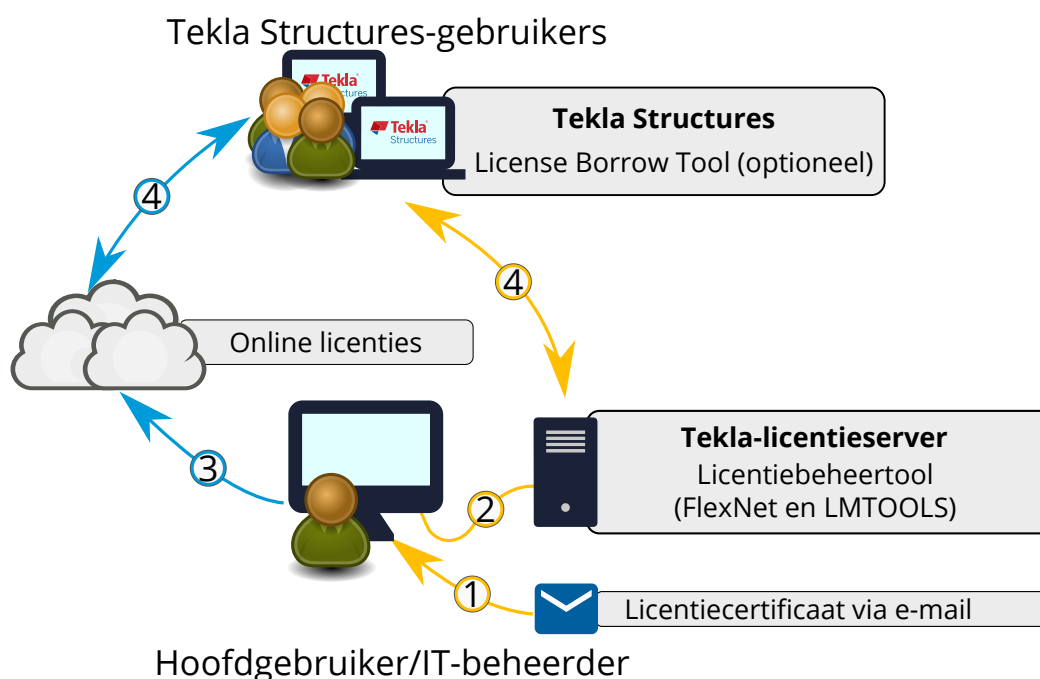 Tekla Structures-gebruikers
Tekla
Structures
Tekla
Structures
Tekla Structures
License Borrow Tool (optioneel)
4
4
Online licenties
3
2
Tekla-licentieserver
Licentiebeheertool
(FlexNet en LMTOOLS)
1
Licentiecertificaat via e-mail
Hoofdgebruiker/IT-beheerder